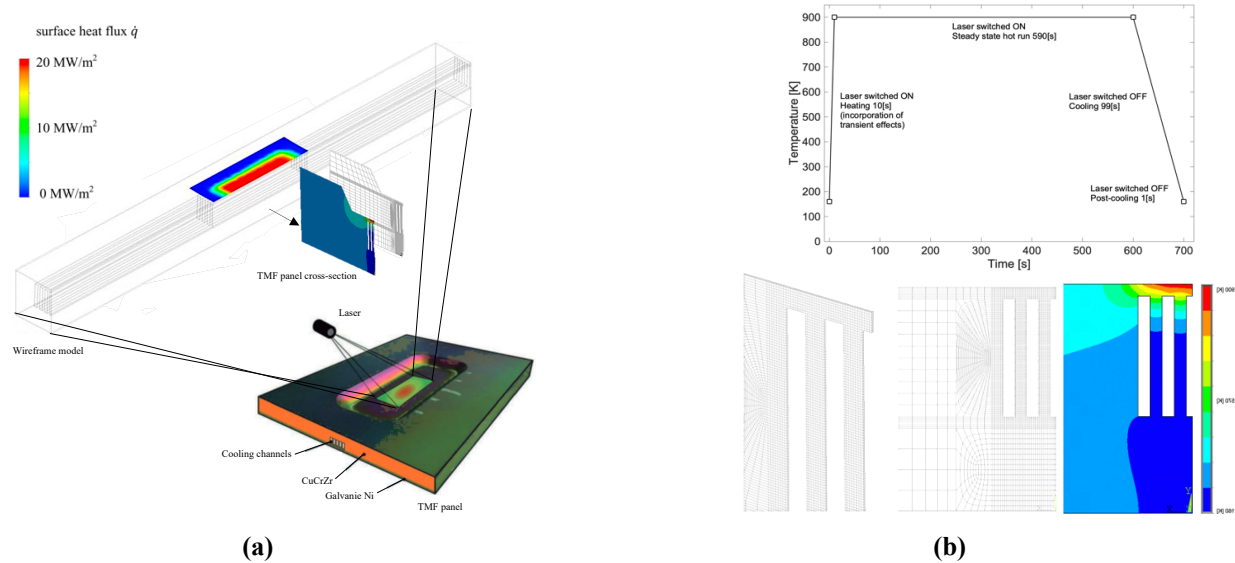 surface heat flux q̇
20 MW/m²
10 MW/m²
0 MW/m²
TMF panel cross-section
Laser
Wireframe model
Cooling channels
CuCrZr
Galvanie Ni
TMF panel
(a)
Temperature [K]
900
800
700
600
500
400
300
200
100
0
Laser switched ON
Steady state hot run 590[s]
Laser switched ON
Heating 10[s]
(incorporation of
transient effects)
Laser switched OFF
Cooling 99[s]
Laser switched OFF
Post-cooling 1[s]
0
100
200
300
400
500
600
700
Time [s]
900 [K]
160 [K]
Y
(b)